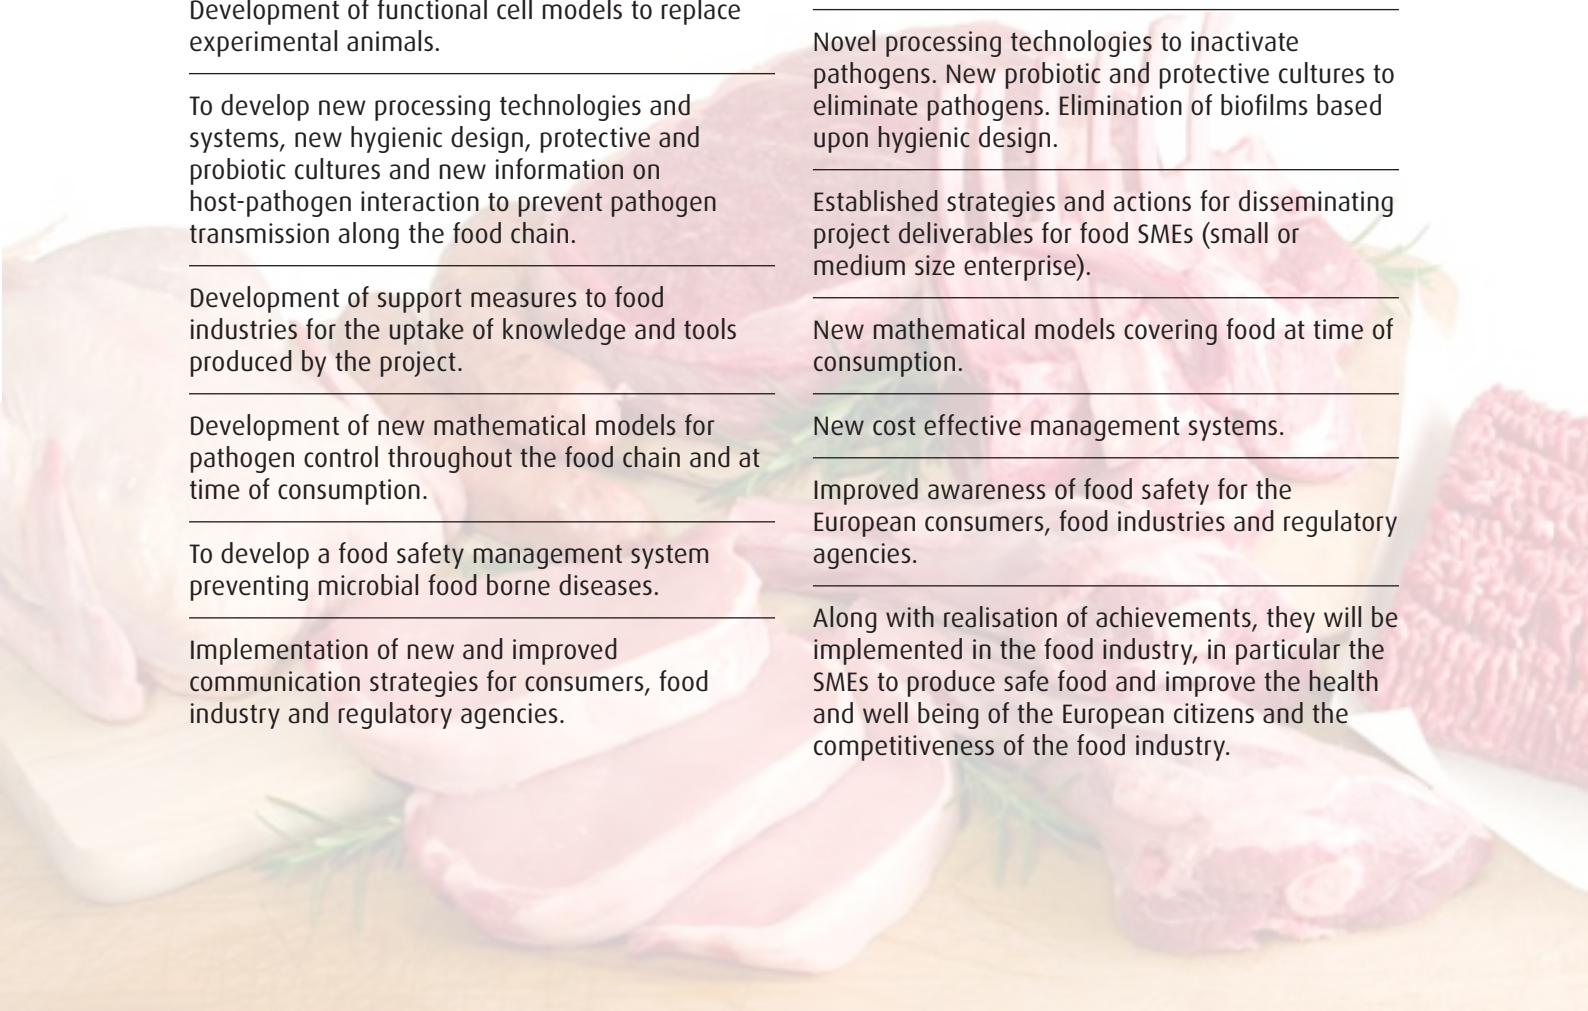 Development of functional cell models to replace
experimental animals.
To develop new processing technologies and
systems, new hygienic design, protective and
probiotic cultures and new information on
host-pathogen interaction to prevent pathogen
transmission along the food chain.
Development of support measures to food
industries for the uptake of knowledge and tools
produced by the project.
Development of new mathematical models for
pathogen control throughout the food chain and at
time of consumption.
To develop a food safety management system
preventing microbial food borne diseases.
Implementation of new and improved
communication strategies for consumers, food
industry and regulatory agencies.
Novel processing technologies to inactivate
pathogens. New probiotic and protective cultures to
eliminate pathogens. Elimination of biofilms based
upon hygienic design.
Established strategies and actions for disseminating
project deliverables for food SMEs (small or
medium size enterprise).
New mathematical models covering food at time of
consumption.
New cost effective management systems.
Improved awareness of food safety for the
European consumers, food industries and regulatory
agencies.
Along with realisation of achievements, they will be
implemented in the food industry, in particular the
SMEs to produce safe food and improve the health
and well being of the European citizens and the
competitiveness of the food industry.